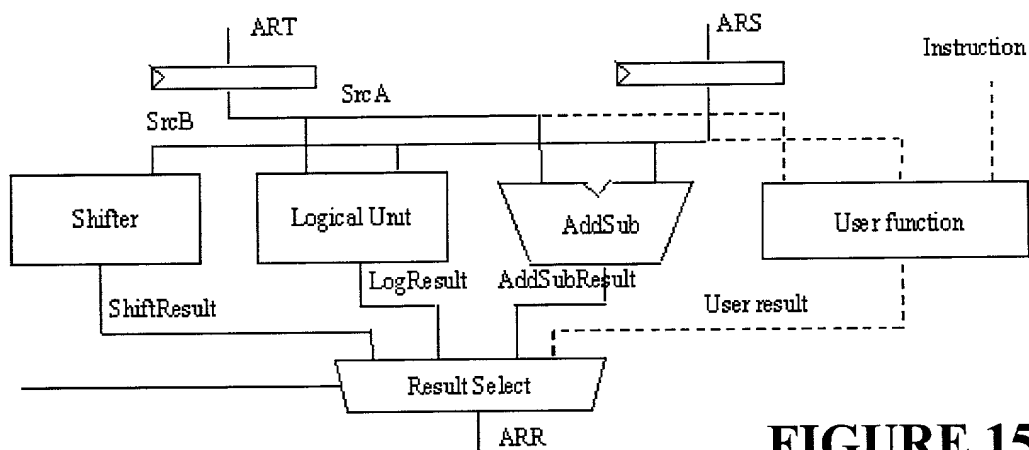 ART
ARS
Instruction
SrcA
SrcB
Shifter
Logical Unit
AddSub
User function
LogResult
AddSubResult
ShiftResult
User result
Result Select
ARR
FIGURE 15